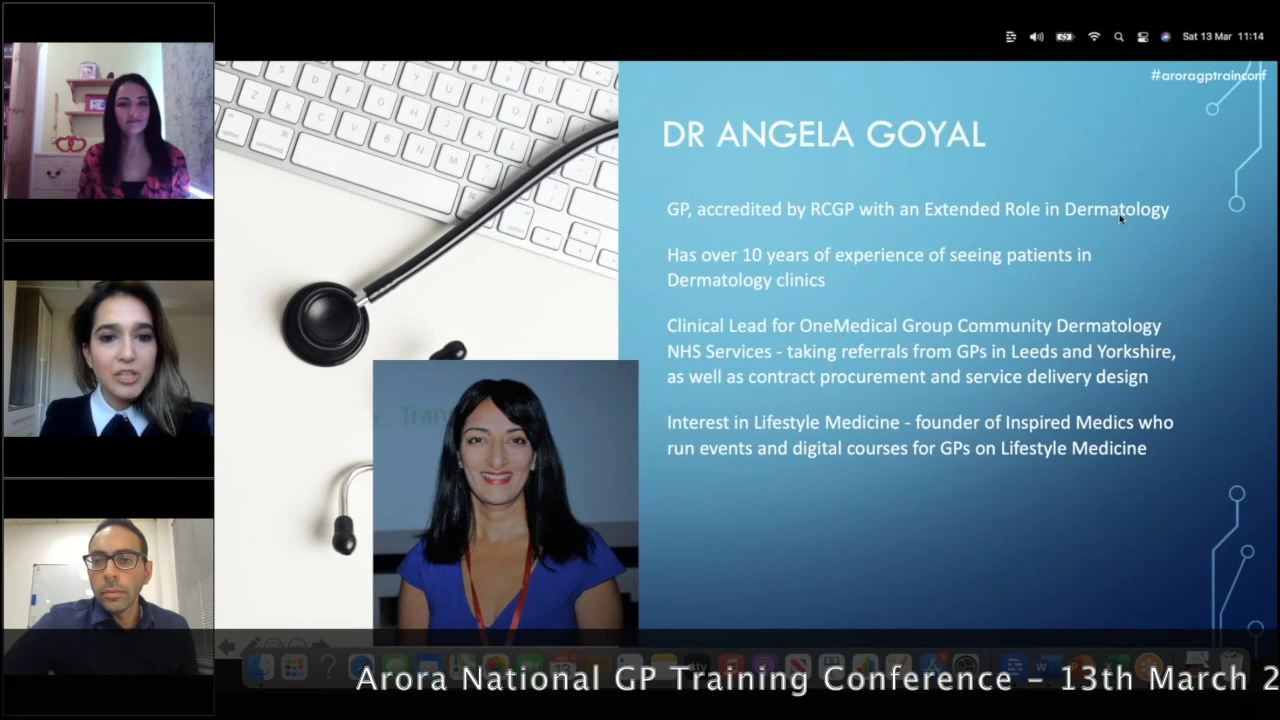 Sat 13 Mar 11:14
#aroragptrainconf
DR ANGELA GOYAL
GP, accredited by RCGP with an Extended Role in Dermatology
Has over 10 years of experience of seeing patients in
Dermatology clinics
Clinical Lead for OneMedical Group Community Dermatology
NHS Services - taking referrals from GPs in Leeds and Yorkshire,
as well as contract procurement and service delivery design
Interest in Lifestyle Medicine - founder of Inspired Medics who
run events and digital courses for GPs on Lifestyle Medicine
Arora National GP Training Conference - 13th March 2